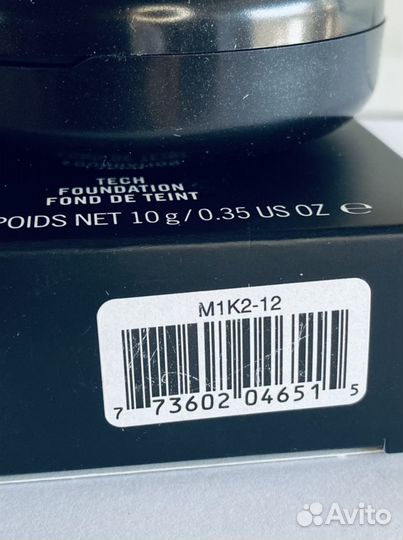 TECH
FOUNDATION
FOND DE TEINT
POIDS NET 10 g/0.35 US OZ ℮
M1K2-12
7 73602 04651 5
Avito